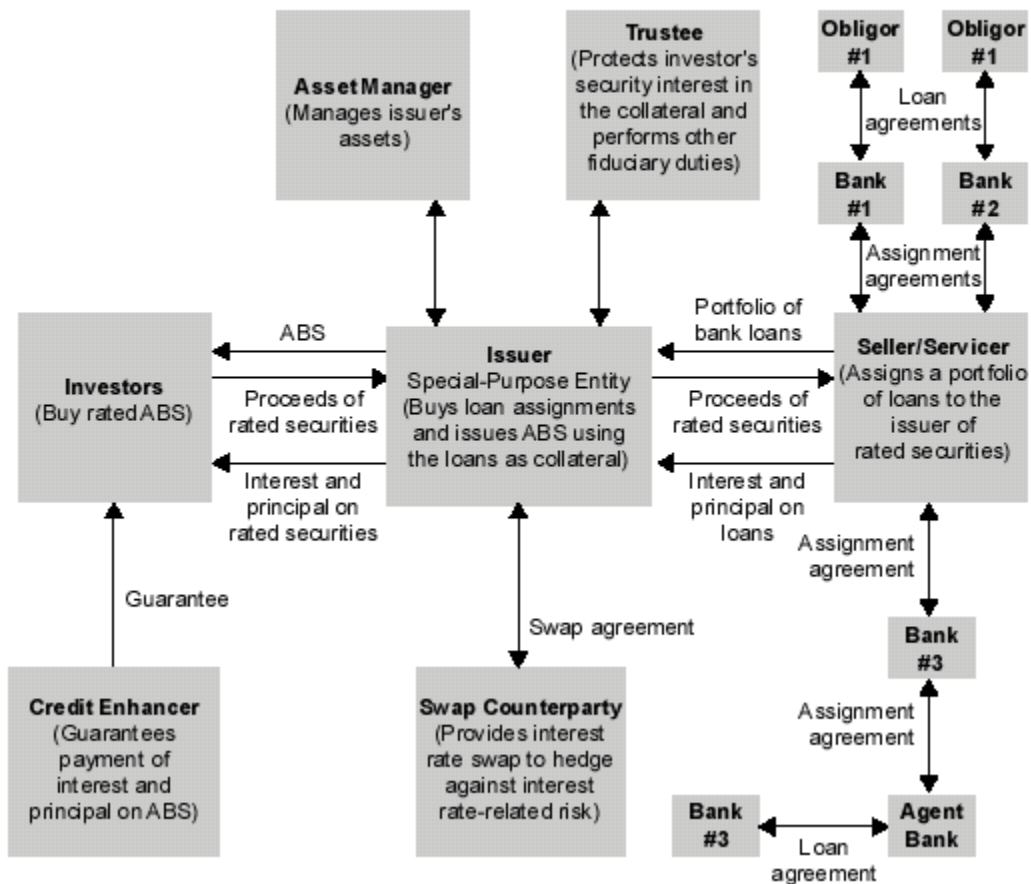 Asset Manager
(Manages issuer's
assets)
Trustee
(Protects investor's
security interest in
the collateral and
performs other
fiduciary duties)
Obligor
#1
Obligor
#1
Loan
agreements
Bank
#1
Bank
#2
Assignment
agreements
Investors
(Buy rated ABS)
ABS
Proceeds of
rated securities
Interest and
principal on
rated securities
Issuer
Special-Purpose Entity
(Buys loan assignments
and issues ABS using
the loans as collateral)
Portfolio of
bank loans
Proceeds of
rated securities
Interest and
principal on
loans
Seller/Servicer
(Assigns a portfolio
of loans to the
issuer of
rated securities)
Guarantee
Swap agreement
Assignment
agreement
Bank
#3
Assignment
agreement
Credit Enhancer
(Guarantees
payment of
interest and
principal on ABS)
Swap Counterparty
(Provides interest
rate swap to hedge
against interest
rate-related risk)
Bank
#3
Loan
agreement
Agent
Bank